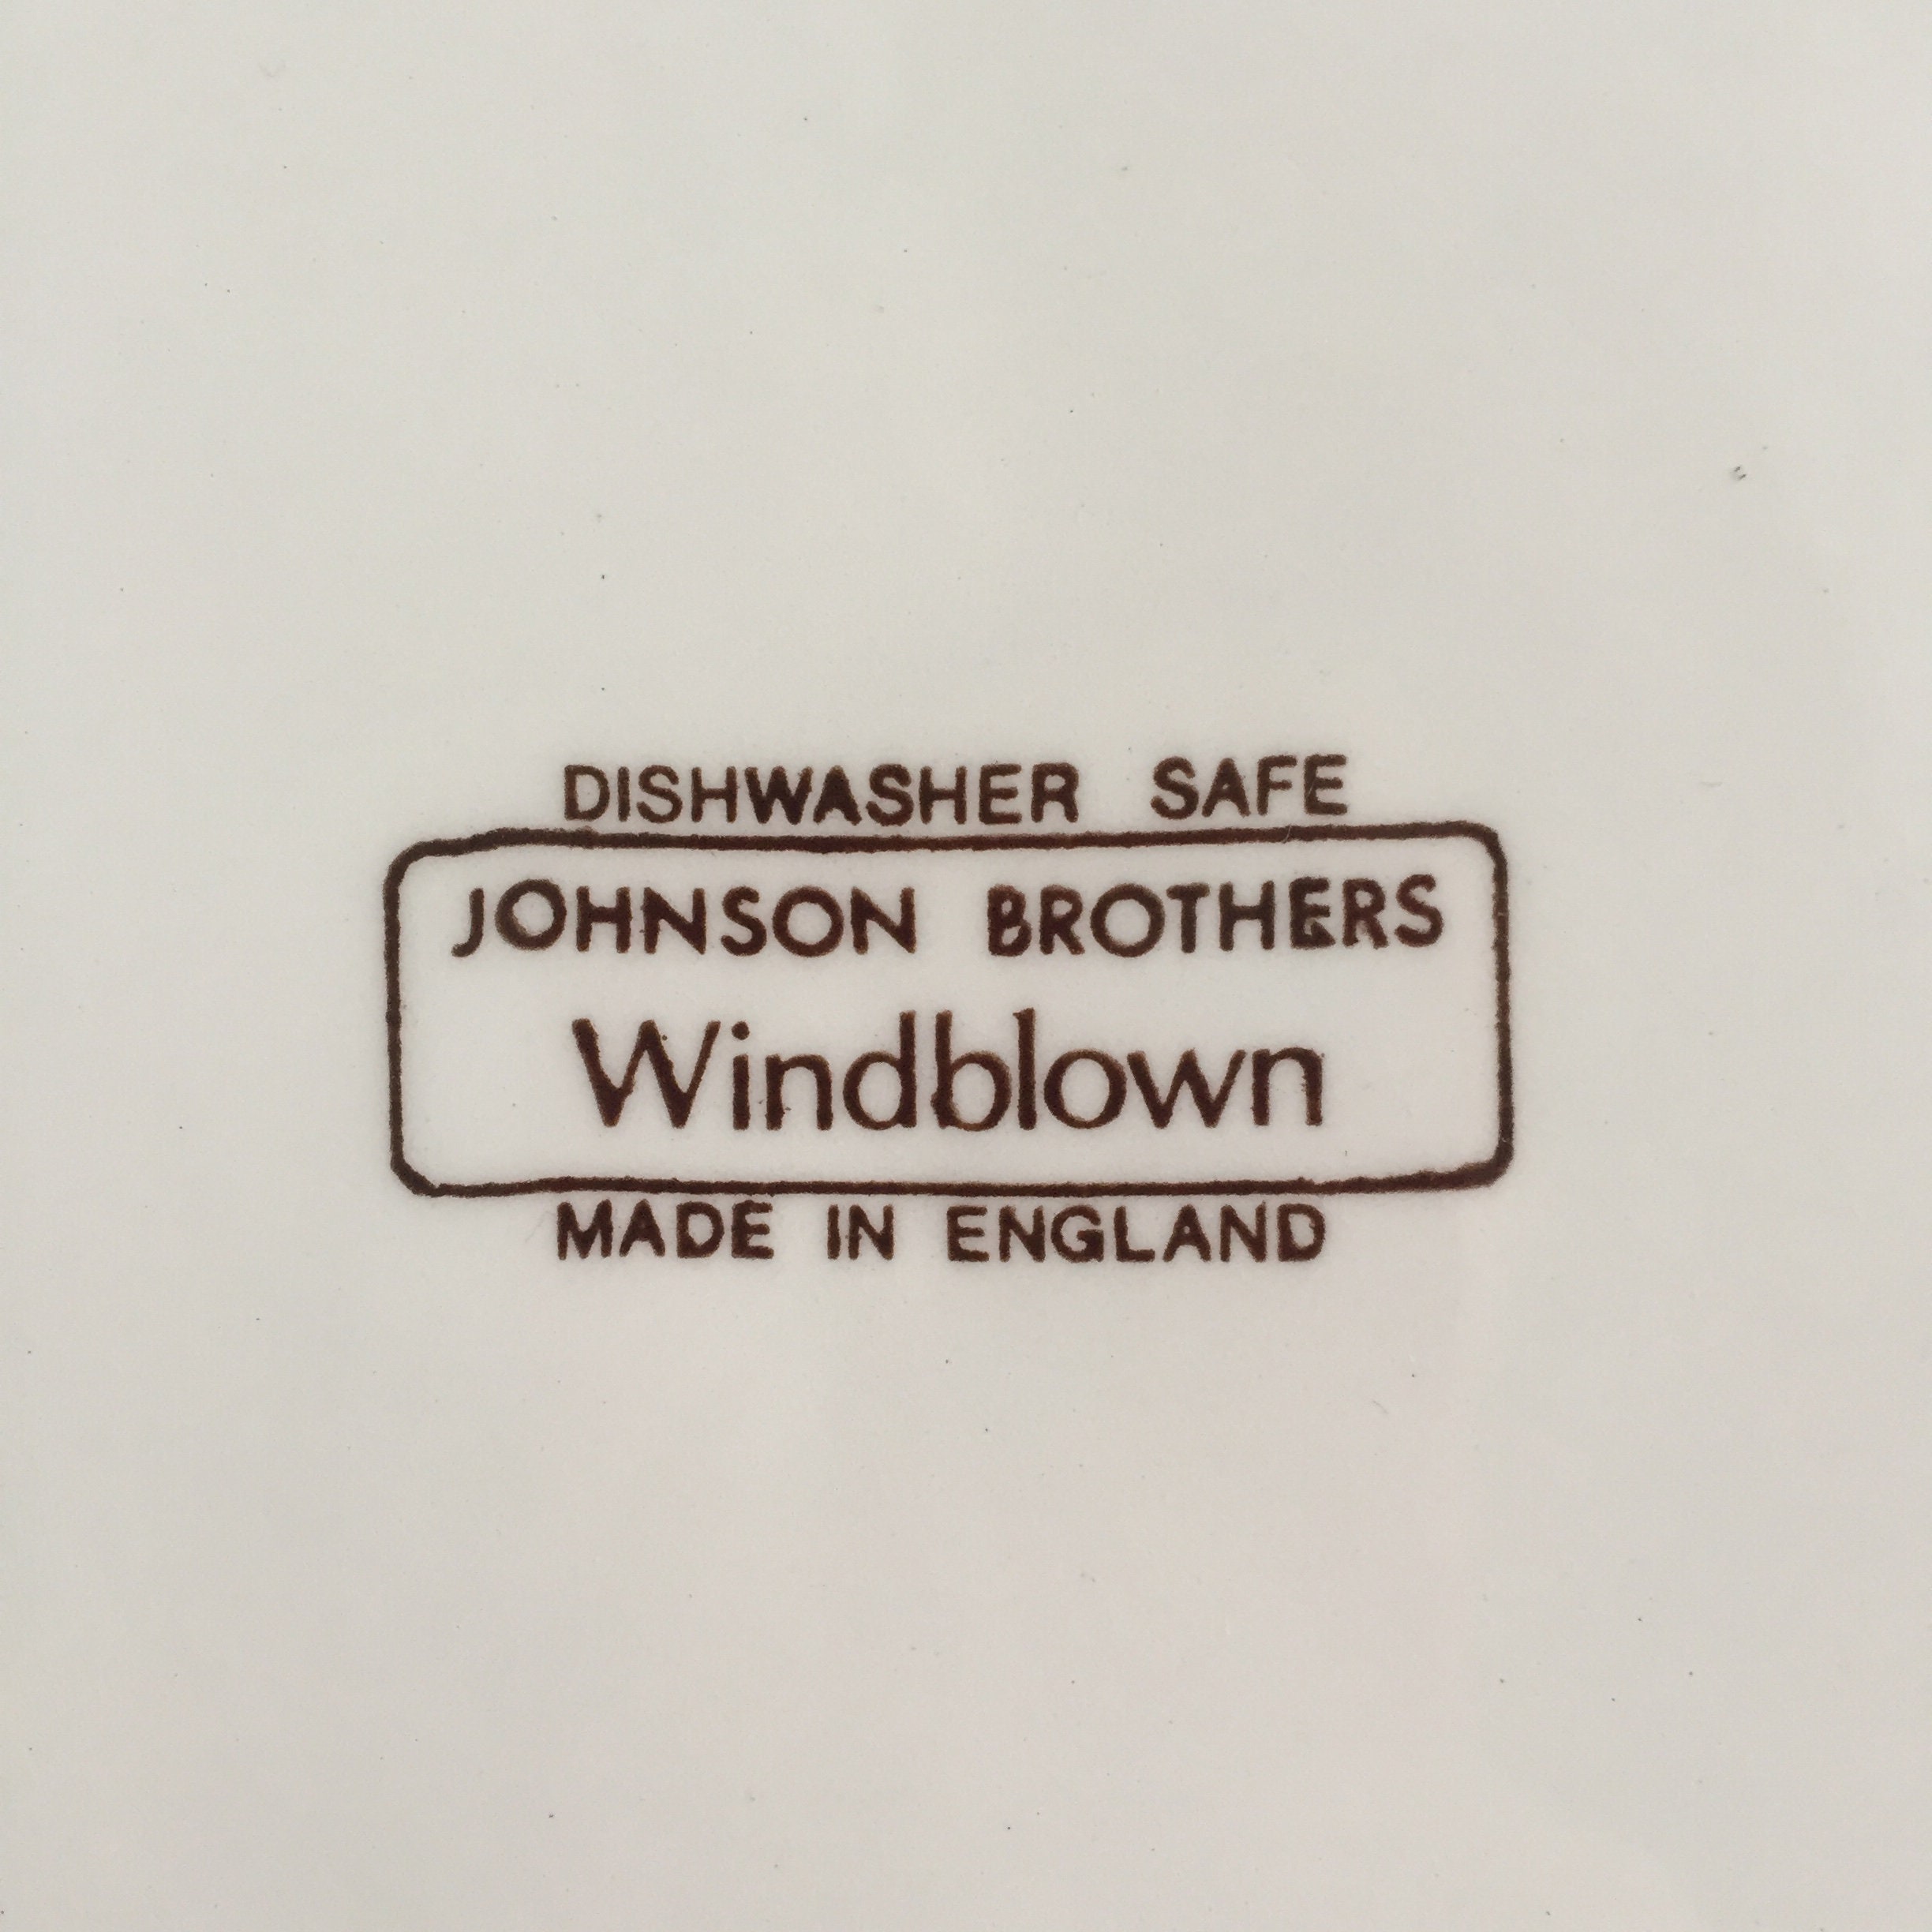 DISHWASHER SAFE
JOHNSON BROTHERS
Windblown
MADE IN ENGLAND